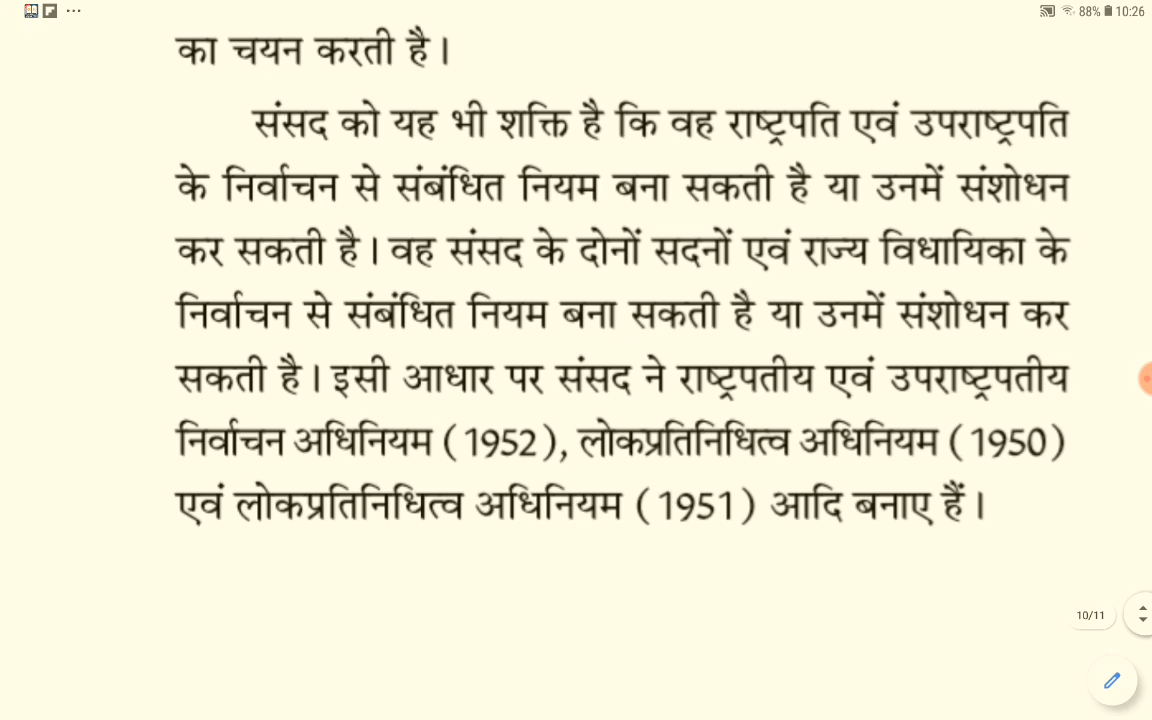 88% 10:26
का चयन करती है।
संसद को यह भी शक्ति है कि वह राष्ट्रपति एवं उपराष्ट्रपति
के निर्वाचन से संबंधित नियम बना सकती है या उनमें संशोधन
कर सकती है। वह संसद के दोनों सदनों एवं राज्य विधायिका के
निर्वाचन से संबंधित नियम बना सकती है या उनमें संशोधन कर
सकती है। इसी आधार पर संसद ने राष्ट्रपतीय एवं उपराष्ट्रपतीय
निर्वाचन अधिनियम (1952), लोकप्रतिनिधित्व अधिनियम (1950)
एवं लोकप्रतिनिधित्व अधिनियम (1951) आदि बनाए हैं।
10/11